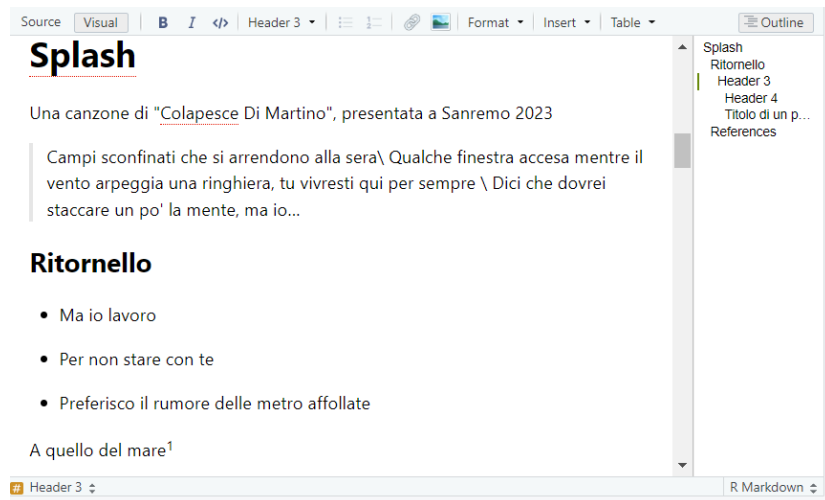 Source Visual B I </> Header 3 Format Insert Table Outline
Splash
Una canzone di "Colapesce Di Martino", presentata a Sanremo 2023
Campi sconfinati che si arrendono alla sera\ Qualche finestra accesa mentre il
vento arpeggia una ringhiera, tu vivresti qui per sempre \ Dici che dovrei
staccare un po' la mente, ma io...
Ritornello
• Ma io lavoro
• Per non stare con te
• Preferisco il rumore delle metro affollate
A quello del mare¹
Splash
Ritornello
Header 3
Header 4
Titolo di un p...
References
# Header 3 R Markdown